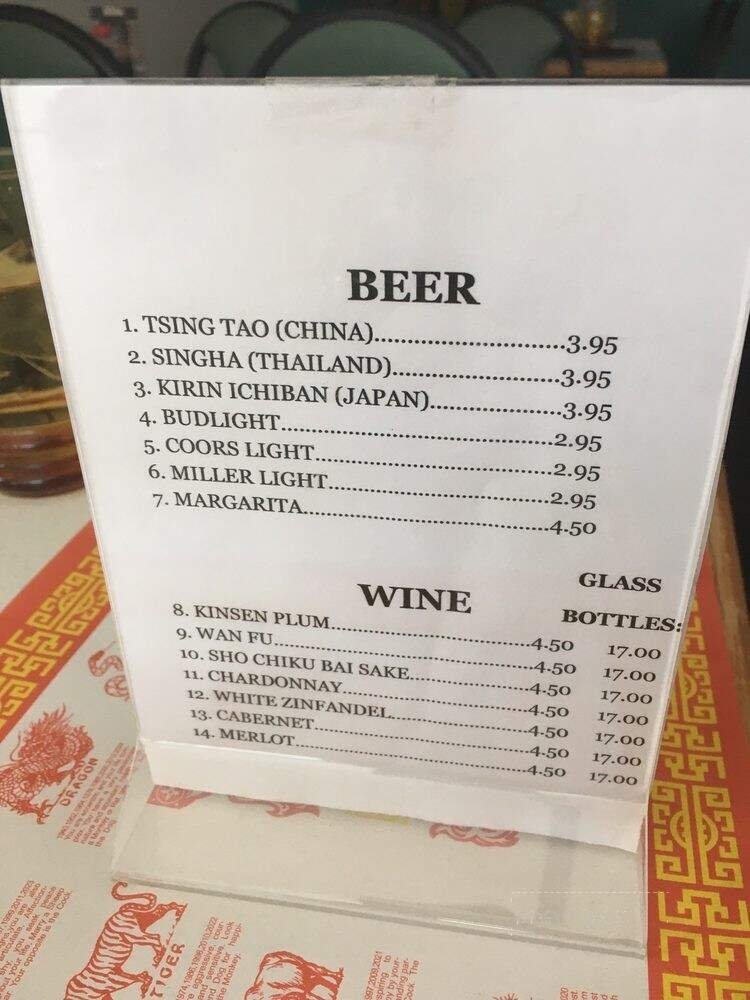 BEER
1. TSING TAO (CHINA)..............................3.95
2. SINGHA (THAILAND)...........................3.95
3. KIRIN ICHIBAN (JAPAN).....................3.95
4. BUDLIGHT.............................................2.95
5. COORS LIGHT.......................................2.95
6. MILLER LIGHT.....................................2.95
7. MARGARITA.........................................4.50
GLASS
WINE BOTTLES:
8. KINSEN PLUM...................................4.50 17.00
9. WAN FU.............................................4.50 17.00
10. SHO CHIKU BAI SAKE.....................4.50 17.00
11. CHARDONNAY................................4.50 17.00
12. WHITE ZINFANDEL........................4.50 17.00
13. CABERNET......................................4.50 17.00
14. MERLOT..........................................4.50 17.00
DRAGON
TIGER